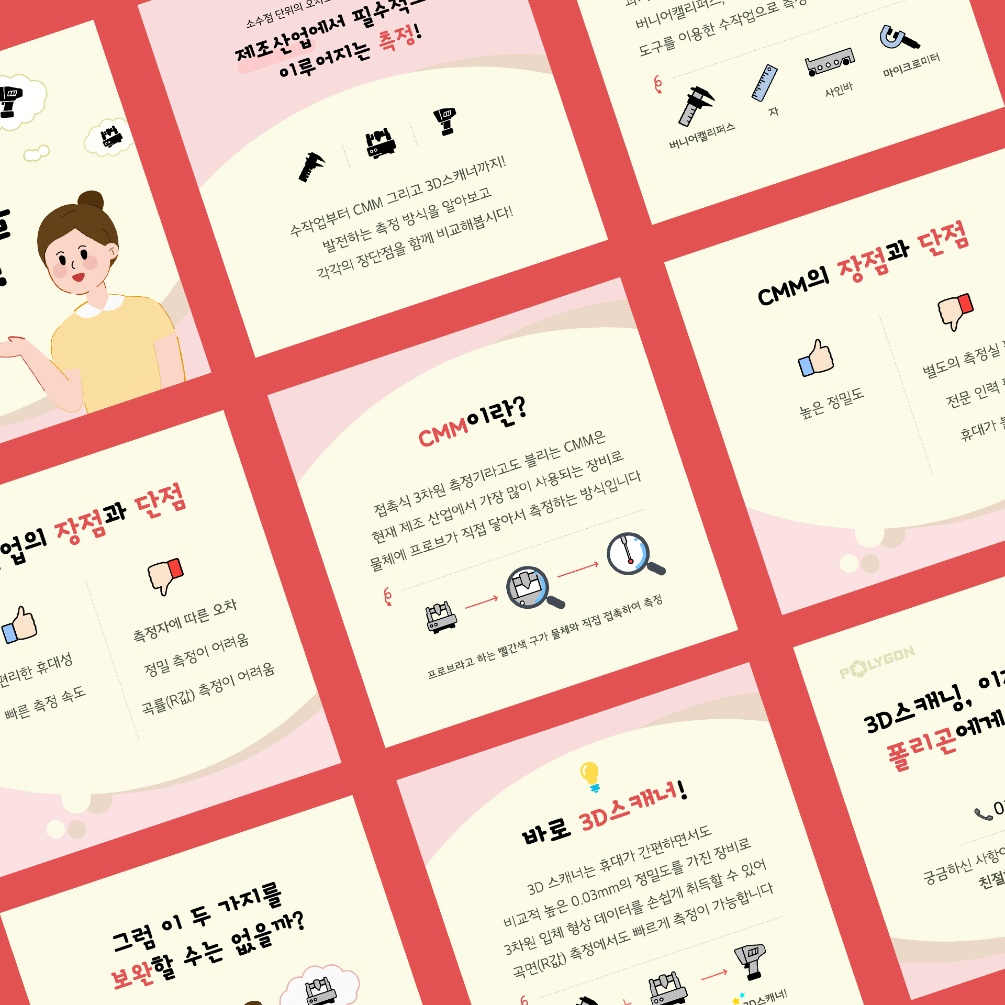 소수점 단위의
제조산업에서 필수적으
이루어지는 측정!
수작업부터 CMM 그리고 3D스캐너까지!
발전하는 측정 방식을 알아보고
각각의 장단점을 함께 비교해봅시다!
버니어캘리퍼스,
도구를 이용한 수작업으로 측정
버니어캘리퍼스
자
사인바
마이크로미터
업의 장점과 단점
편리한 휴대성
빠른 측정 속도
측정자에 따른 오차
정밀 측정이 어려움
곡률(R값) 측정이 어려움
CMM이란?
접촉식 3차원 측정기라고도 불리는 CMM은
현재 제조 산업에서 가장 많이 사용되는 장비로
물체에 프로브가 직접 닿아서 측정하는 방식입니다
프로브라고 하는 빨간색 구가 물체와 직접 접촉하여 측정
CMM의 장점과 단점
높은 정밀도
별도의 측정실
전문 인력
휴대가
그럼 이 두 가지를
보완할 수는 없을까?
바로 3D스캐너!
3D 스캐너는 휴대가 간편하면서도
비교적 높은 0.03mm의 정밀도를 가진 장비로
3차원 입체 형상 데이터를 손쉽게 취득할 수 있어
곡면(R값) 측정에서도 빠르게 측정이 가능합니다
3D스캐너!
POLYGON
3D스캐닝, 이제
폴리곤에게
0
궁금하신 사항이
친절